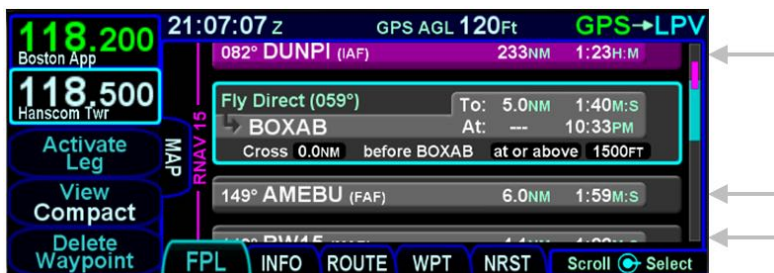 118.200
Boston App
21:07:07 Z GPS AGL 120Ft GPS→LPV
082° DUNPI (IAF) 233NM 1:23H:M
118.500
Hanscom Twr
Fly Direct (059°) To: 5.0NM 1:40M:S
BOXAB At: --- 10:33PM
Cross 0.0NM before BOXAB at or above 1500FT
RNAV 15
MAP
Activate
Leg
View
Compact
149° AMEBU (FAF) 6.0NM 1:59M:S
RW15
Delete
Waypoint
FPL INFO ROUTE WPT NRST Scroll Select